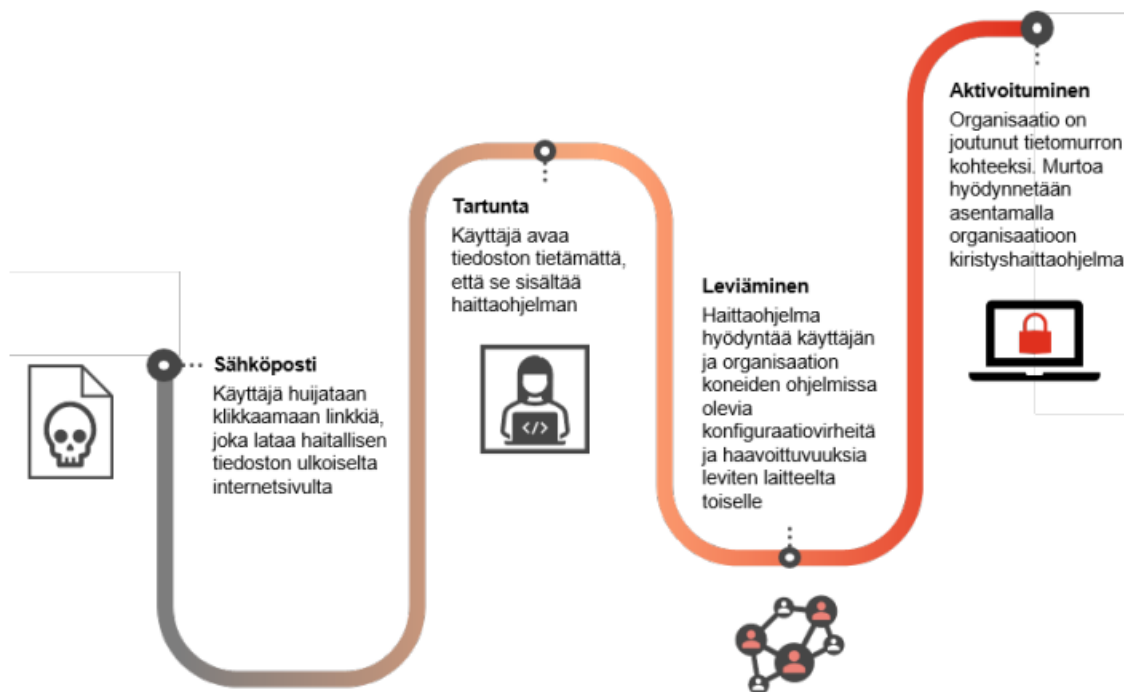 Sähköposti
Käyttäjä huijataan
klikkaamaan linkkiä,
joka lataa haitallisen
tiedoston ulkoiselta
internetsivulta
Tartunta
Käyttäjä avaa
tiedoston tietämättä,
että se sisältää
haittaohjelman
</>
Leviäminen
Haittaohjelma
hyödyntää käyttäjän
ja organisaation
koneiden ohjelmissa
olevia
konfiguraatiovirheitä
ja haavoittuvuuksia
leviten laitteelta
toiselle
Aktivoituminen
Organisaatio on
joutunut tietomurron
kohteeksi. Murtoa
hyödynnetään
asentamalla
organisaatioon
kiristyshaittaohjelma